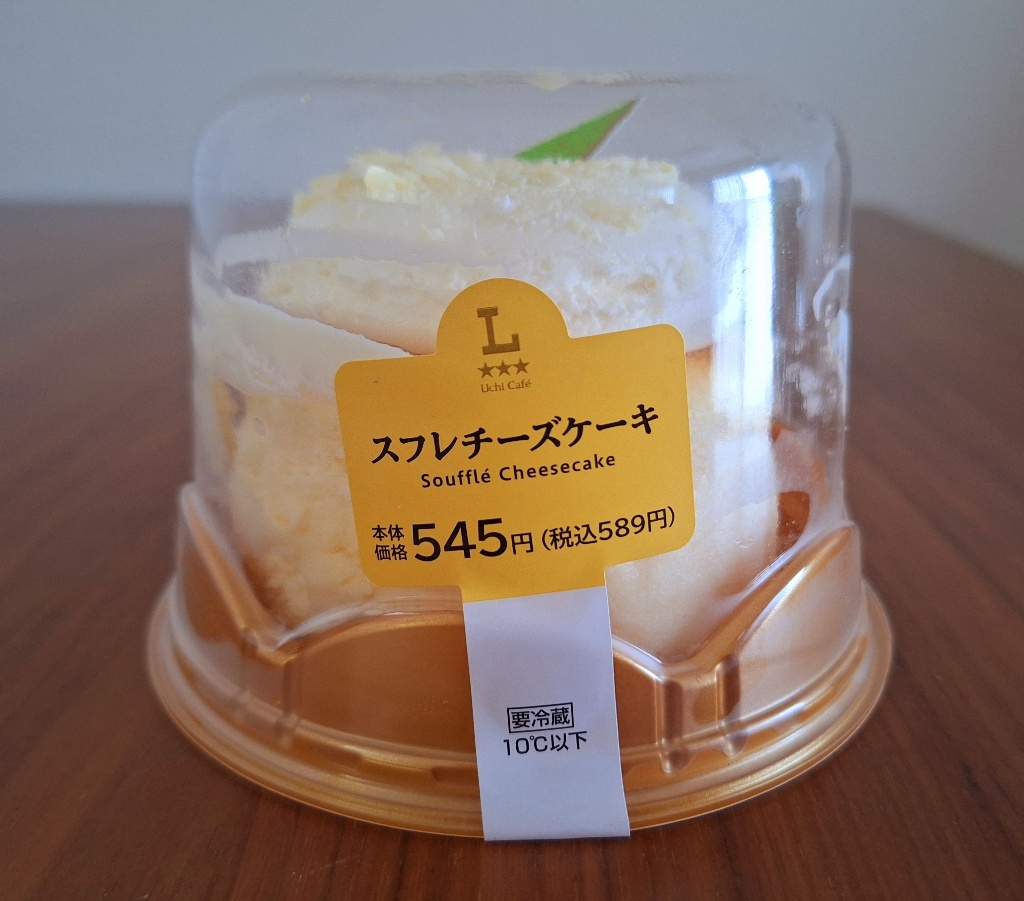 L
★★★
Uchi Café
スフレチーズケーキ
Soufflé Cheesecake
本体価格545円(税込589円)
要冷蔵
10℃以下